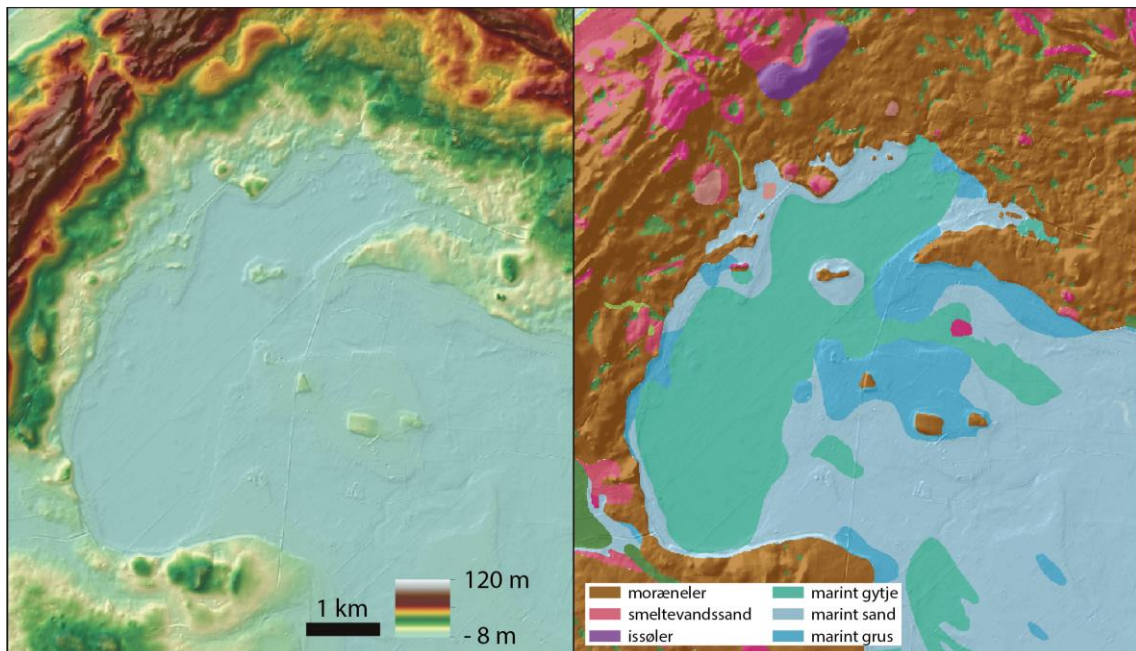 120 m
1 km
- 8 m
moræneler
smeltevandssand
issøler
marint gytje
marint sand
marint grus